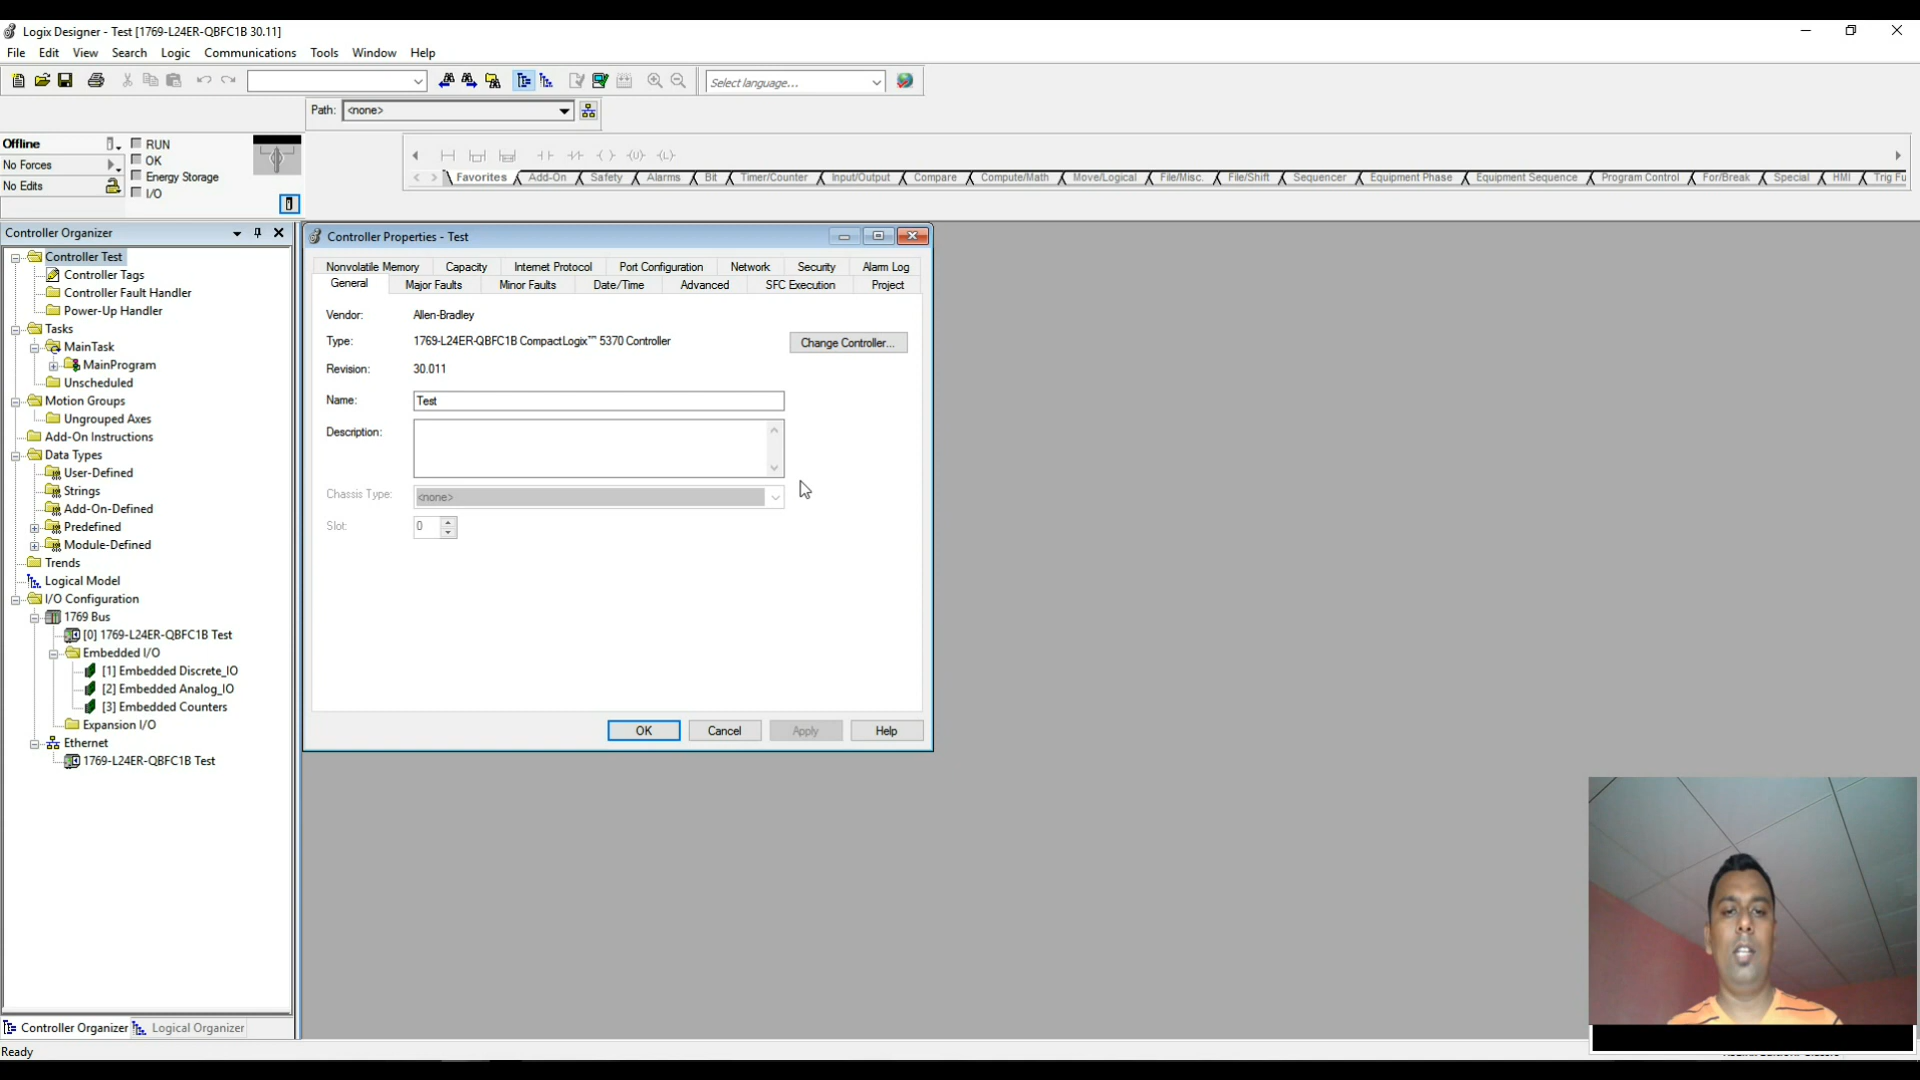 Logix Designer - Test [1769-L24ER-QBFC1B 30.11]
File Edit View Search Logic Communications Tools Window Help
Select language...
Path: <none>
Offline
No Forces
No Edits
RUN
OK
Energy Storage
I/O
Favorites Add-On Safety Alarms Bit Timer/Counter Input/Output Compare Compute/Math Move/Logical File/Misc. File/Shift Sequencer Equipment Phase Equipment Sequence Program Control For/Break Special HMI Trig Fu
Controller Organizer
Controller Test
Controller Tags
Controller Fault Handler
Power-Up Handler
Tasks
MainTask
MainProgram
Unscheduled
Motion Groups
Ungrouped Axes
Add-On Instructions
Data Types
User-Defined
Strings
Add-On-Defined
Predefined
Module-Defined
Trends
Logical Model
I/O Configuration
1769 Bus
[0] 1769-L24ER-QBFC1B Test
Embedded I/O
[1] Embedded Discrete_IO
[2] Embedded Analog_IO
[3] Embedded Counters
Expansion I/O
Ethernet
1769-L24ER-QBFC1B Test
Controller Organizer Logical Organizer
Ready
Controller Properties - Test
Nonvolatile Memory Capacity Internet Protocol Port Configuration Network Security Alarm Log
General Major Faults Minor Faults Date/Time Advanced SFC Execution Project
Vendor: Allen-Bradley
Type: 1769-L24ER-QBFC1B CompactLogix™ 5370 Controller
Change Controller...
Revision: 30.011
Name: Test
Description:
Chassis Type: <none>
Slot: 0
OK Cancel Apply Help